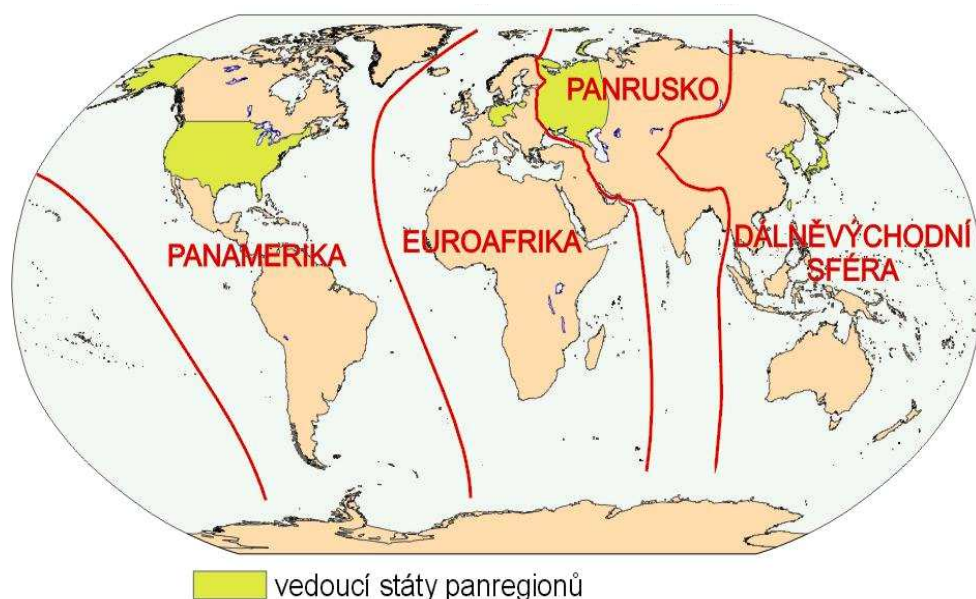 PANRUSKO
PANAMERIKA
EUROAFRIKA
DÁLNĚVÝCHODNÍ
SFÉRA
vedoucí státy panregionů